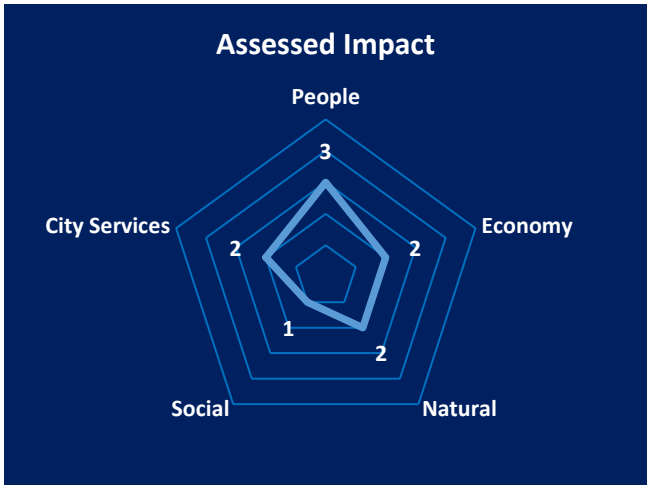 Assessed Impact
People
3
City Services
2
2
Economy
1
2
Social
Natural